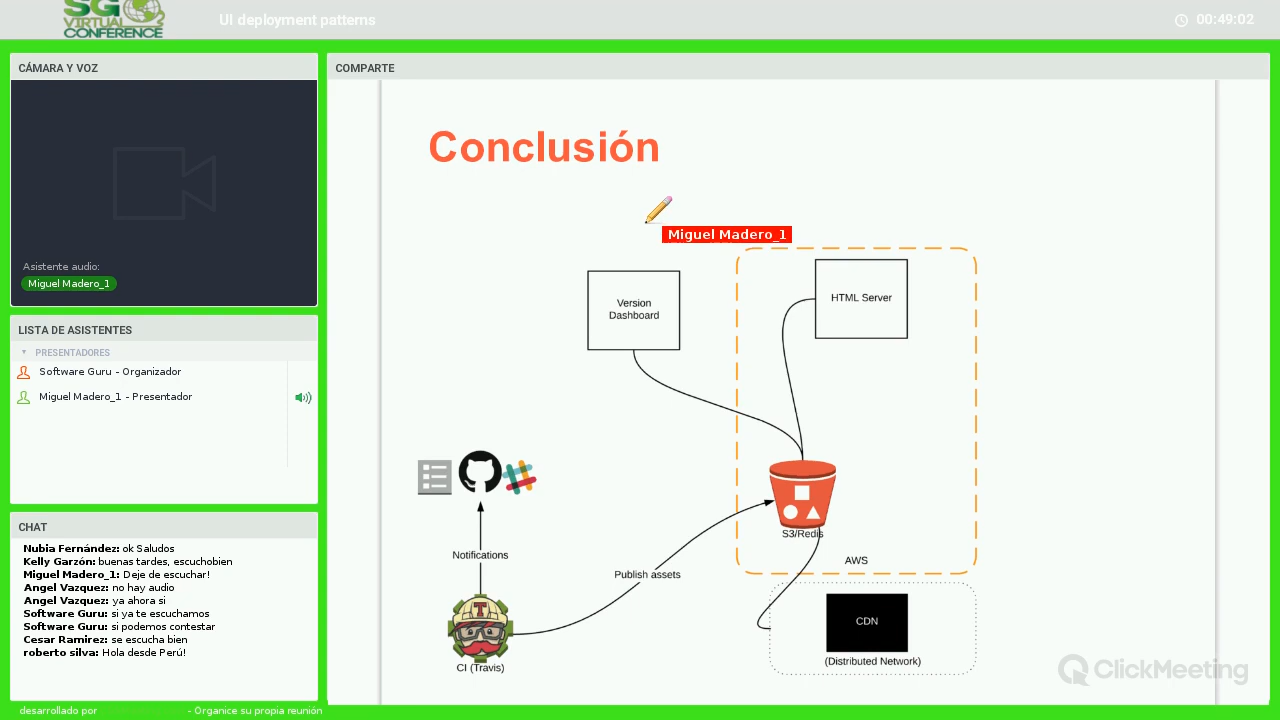 SG
VIRTUAL
CONFERENCE
UI deployment patterns
00:49:02
CÁMARA Y VOZ
Asistente audio:
Miguel Madero_1
LISTA DE ASISTENTES
PRESENTADORES
Software Guru - Organizador
Miguel Madero_1 - Presentador
CHAT
Nubia Fernández: ok Saludos
Kelly Garzón: buenas tardes, escuchobien
Miguel Madero_1: Deje de escuchar!
Angel Vazquez: no hay audio
Angel Vazquez: ya ahora si
Software Guru: si ya te escuchamos
Software Guru: si podemos contestar
Cesar Ramirez: se escucha bien
roberto silva: Hola desde Perú!
desarrollado por - Organice su propia reunión
COMPARTE
Conclusión
Miguel Madero_1
Version
Dashboard
HTML Server
S3/Redis
AWS
Notifications
Publish assets
T
CI (Travis)
CDN
(Distributed Network)
ClickMeeting